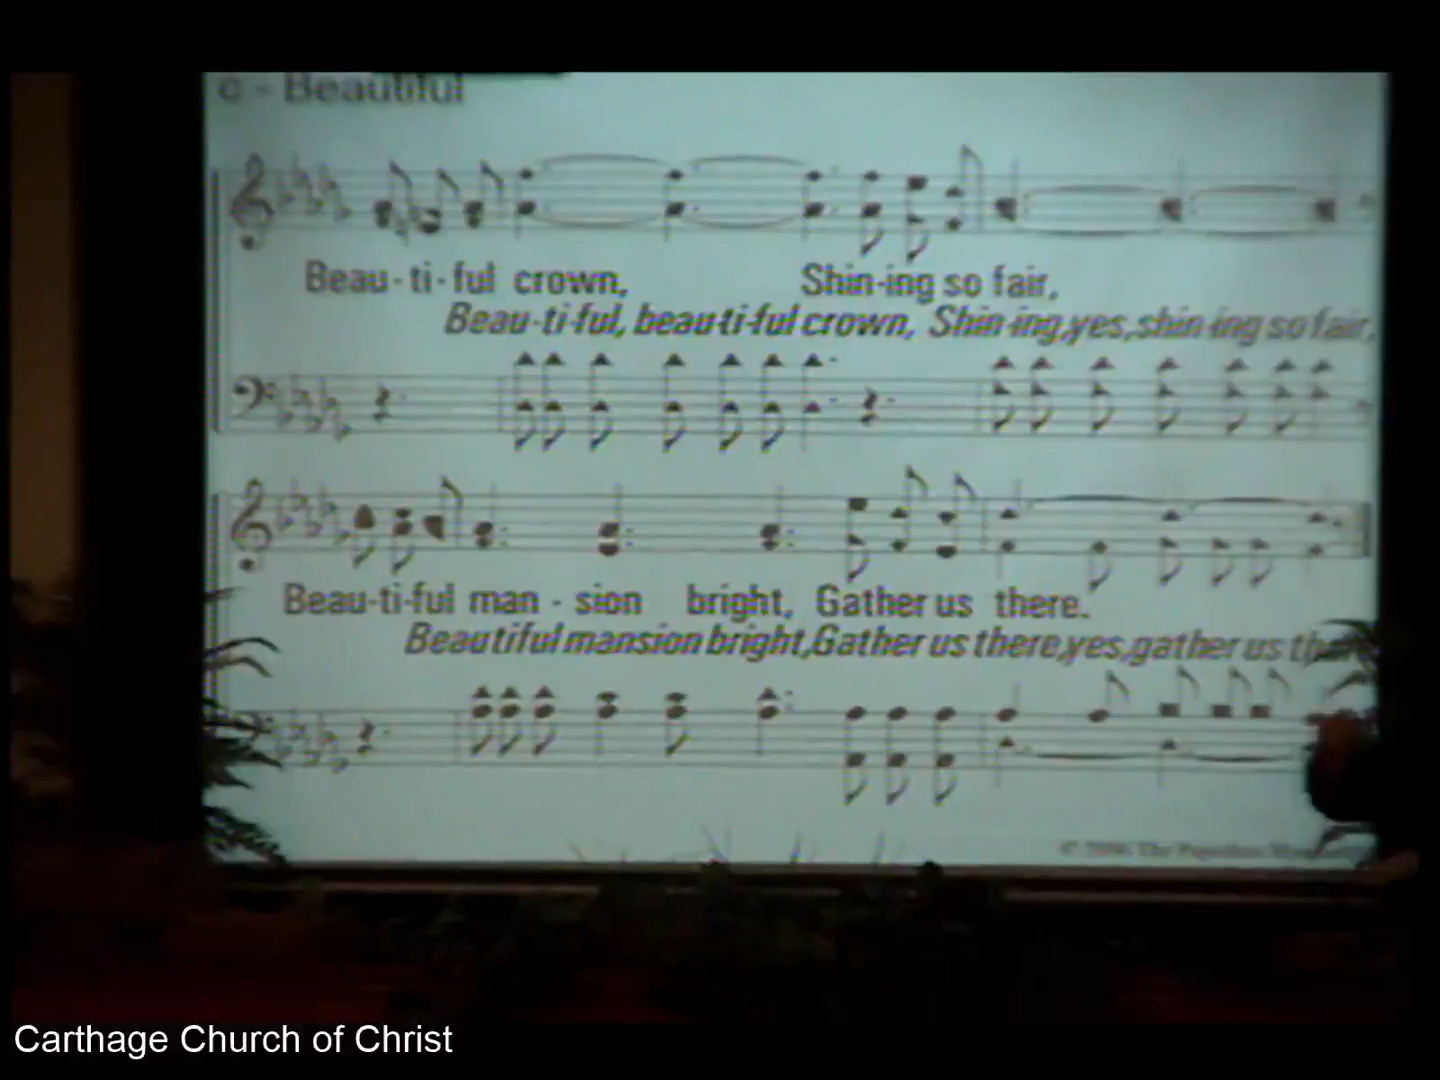 c - Beautiful
Beau - ti - ful crown, Shin-ing so fair,
Beau-ti-ful, beau-ti-ful crown, Shin-ing, yes, shin-ing so fair,
Beau-ti-ful man - sion bright, Gather us there.
Beautiful mansion bright, Gather us there, yes, gather us
© The
Carthage Church of Christ